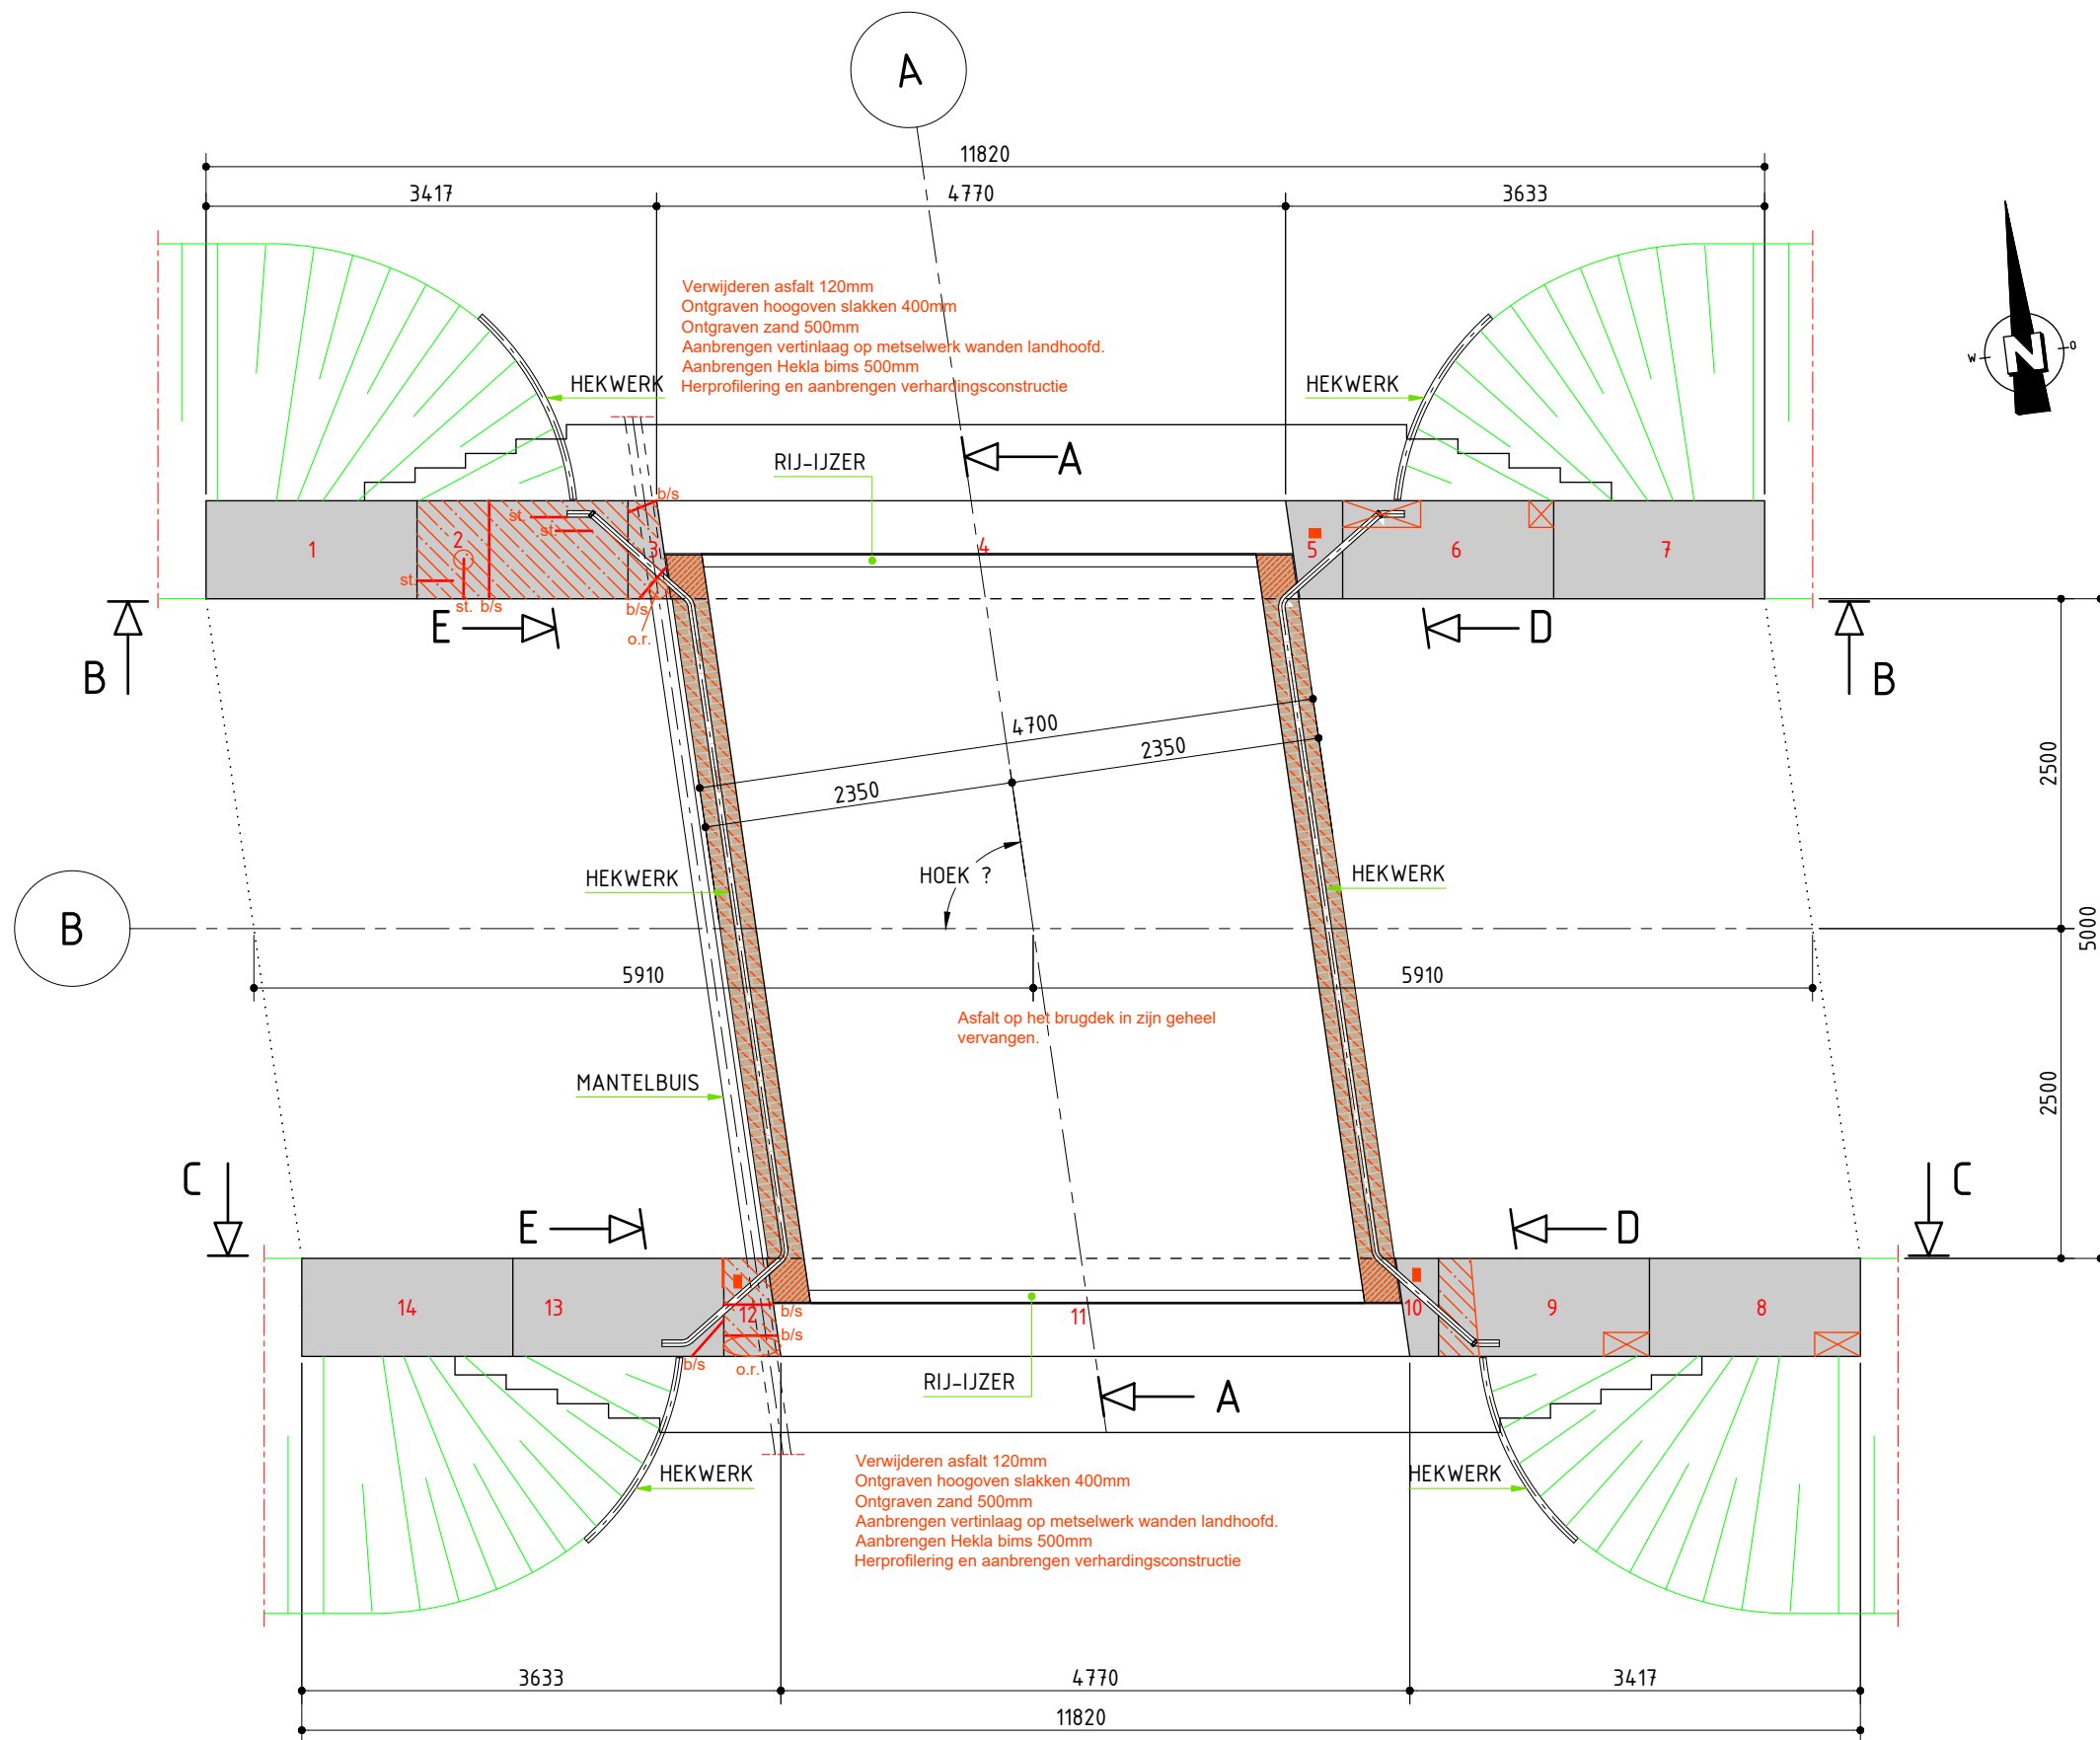 A
11820
3417 4770 3633
Verwijderen asfalt 120mm
Ontgraven hoogoven slakken 400mm
Ontgraven zand 500mm
Aanbrengen vertinlaag op metselwerk wanden landhoofd.
Aanbrengen Hekla bims 500mm
Herprofilering en aanbrengen verhardingsconstructie
W N O
HEKWERK
HEKWERK
RIJ-IJZER
A
b/s
st.
st.
1 2 3 4 5 6 7
st.
st. b/s b/s
o.r.
E D
B B
4700
2350
2350
2500
HOEK ?
HEKWERK
HEKWERK
B
5000
5910 5910
Asfalt op het brugdek in zijn geheel
vervangen.
MANTELBUIS
2500
C C
E D
14 13 12 11 10 9 8
b/s
b/s
b/s
o.r.
RIJ-IJZER
A
Verwijderen asfalt 120mm
Ontgraven hoogoven slakken 400mm
Ontgraven zand 500mm
Aanbrengen vertinlaag op metselwerk wanden landhoofd.
Aanbrengen Hekla bims 500mm
Herprofilering en aanbrengen verhardingsconstructie
HEKWERK
HEKWERK
3633 4770 3417
11820